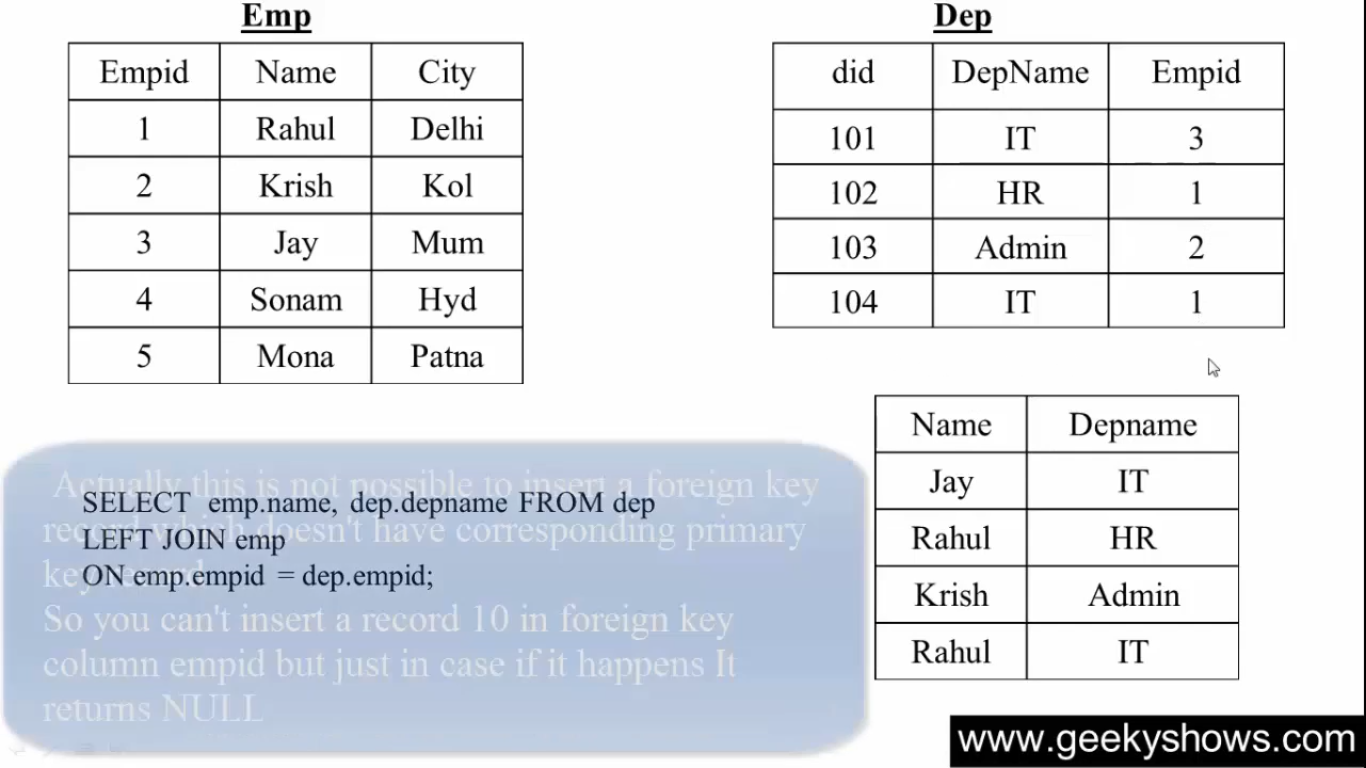 Emp
Dep
Empid Name City
1 Rahul Delhi
2 Krish Kol
3 Jay Mum
4 Sonam Hyd
5 Mona Patna
did DepName Empid
101 IT 3
102 HR 1
103 Admin 2
104 IT 1
Name Depname
Jay IT
Rahul HR
Krish Admin
Rahul IT
SELECT emp.name, dep.depname FROM dep
LEFT JOIN emp
ON emp.empid = dep.empid;
Actually this is not possible to insert a foreign key
record which doesn't have corresponding primary
key
So you can't insert a record 10 in foreign key
column empid but just in case if it happens It
returns NULL
www.geekyshows.com